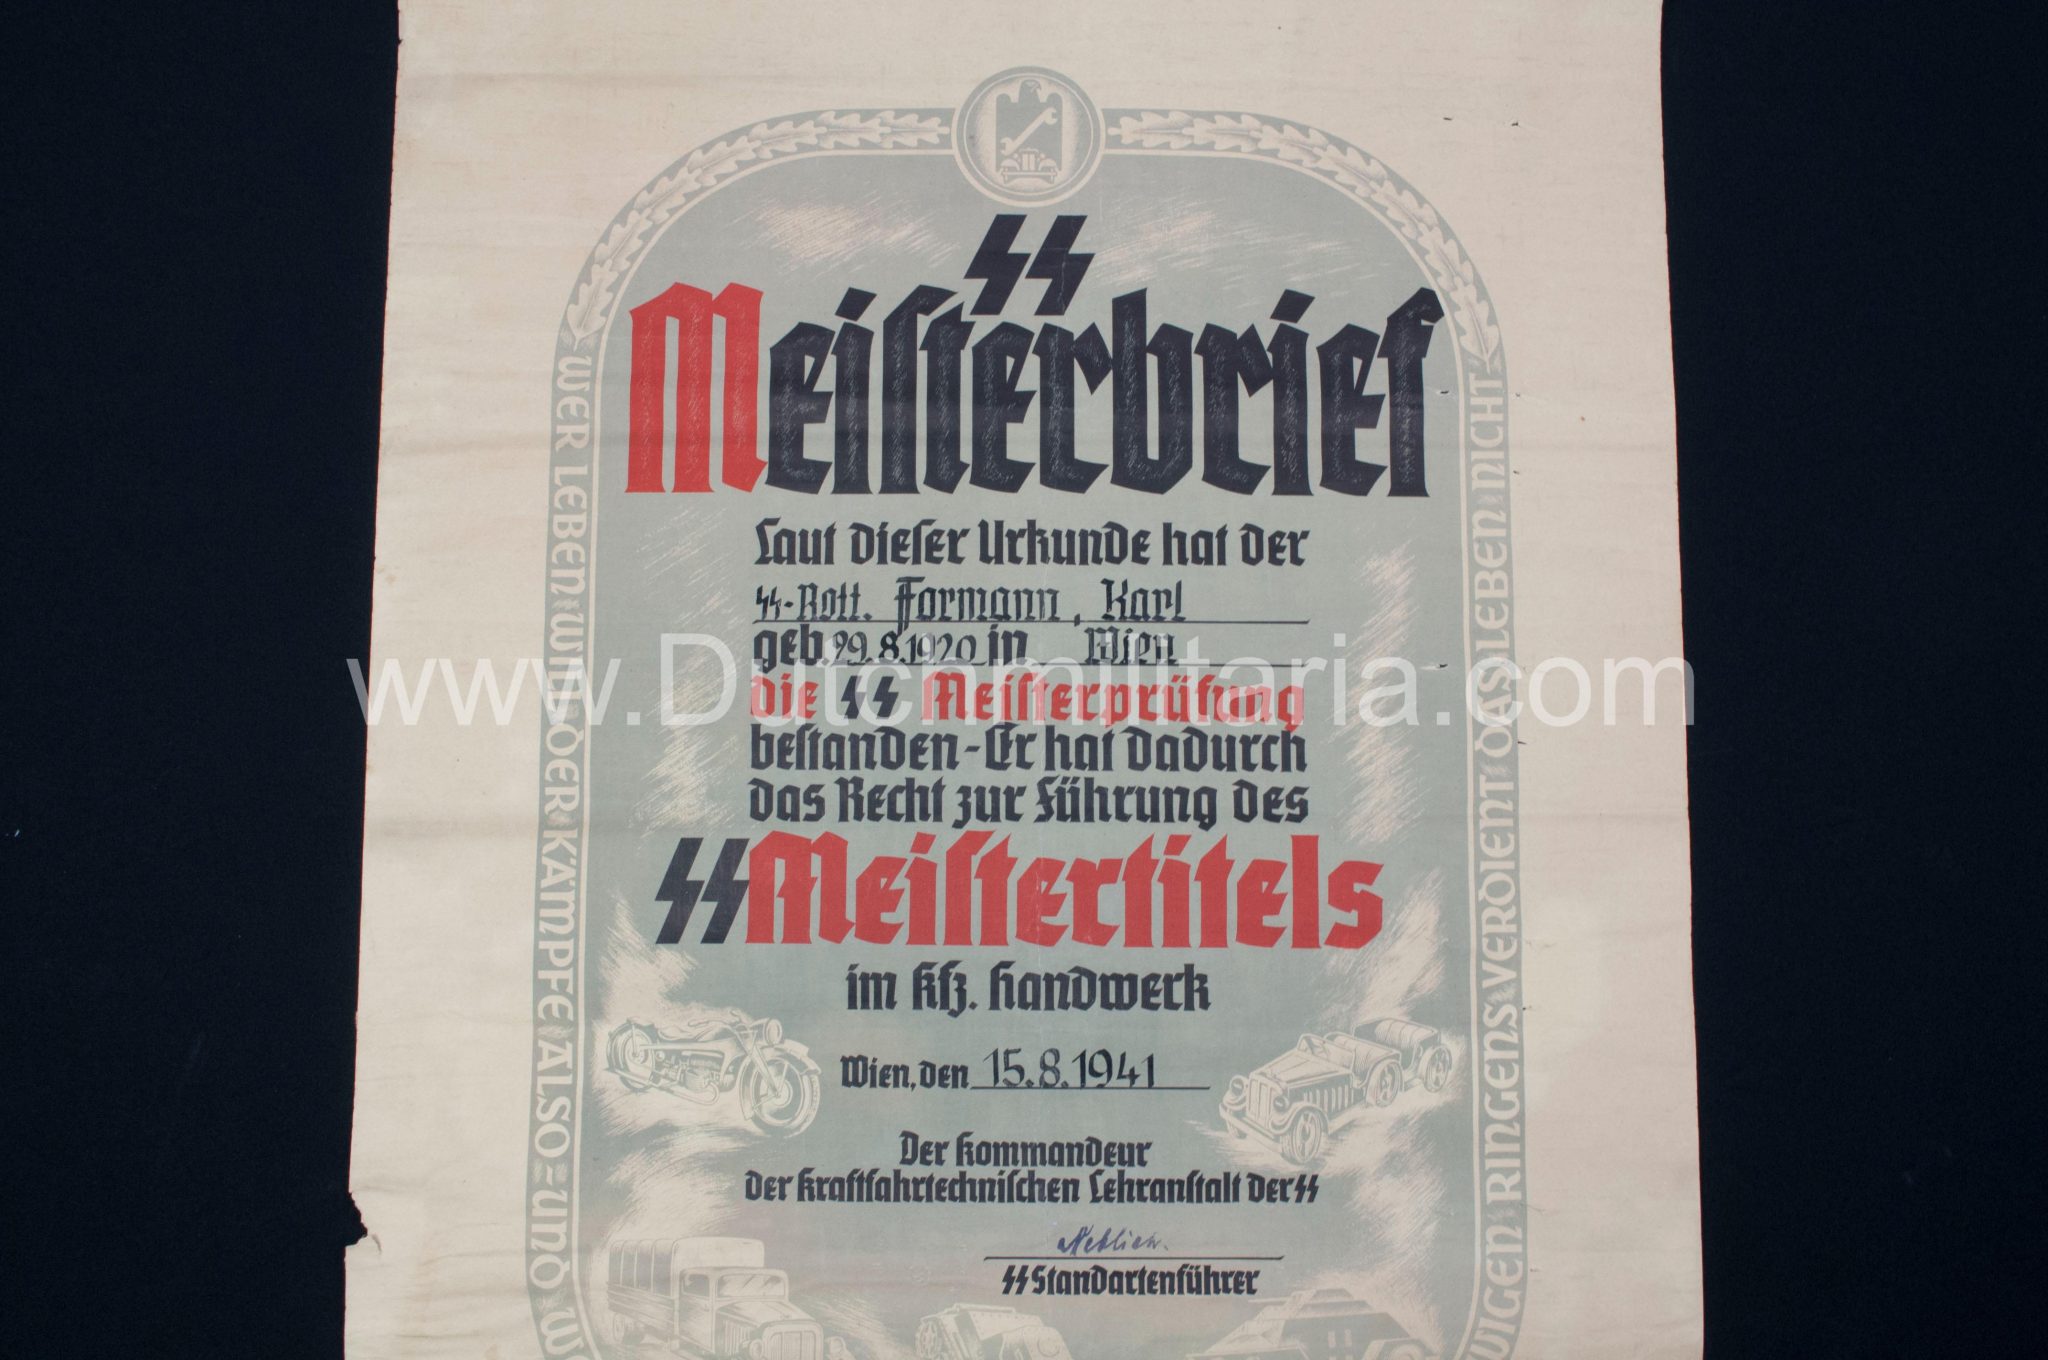 WER LEBEN WILL DER KÄMPFE ALSO = UND
WIGEN RINGENS VERDIENT DAS LEBEN NICHT
SS
Meisterbrief
Laut dieser Urkunde hat der
SS-Rott. Formann, Karl
geb. 29.8.1920 in Wien
www.Dutchmilitaria.com
die SS Meisterprüfung
bestanden - Er hat dadurch
das Recht zur Führung des
SS Meistertitels
im Kfz. Handwerk
Wien, den 15.8.1941
Der Kommandeur
der Kraftfahrtechnischen Lehranstalt der SS
SS Standartenführer